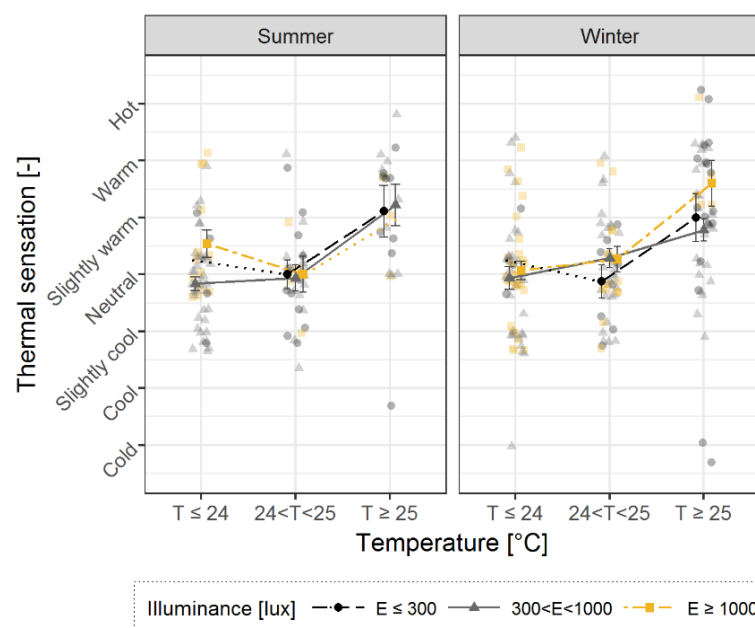 Summer Winter
Thermal sensation [-]
Hot
Warm
Slightly warm
Neutral
Slightly cool
Cool
Cold
T ≤ 24 24<T<25 T ≥ 25 T ≤ 24 24<T<25 T ≥ 25
Temperature [°C]
Illuminance [lux] E ≤ 300 300<E<1000 E ≥ 1000